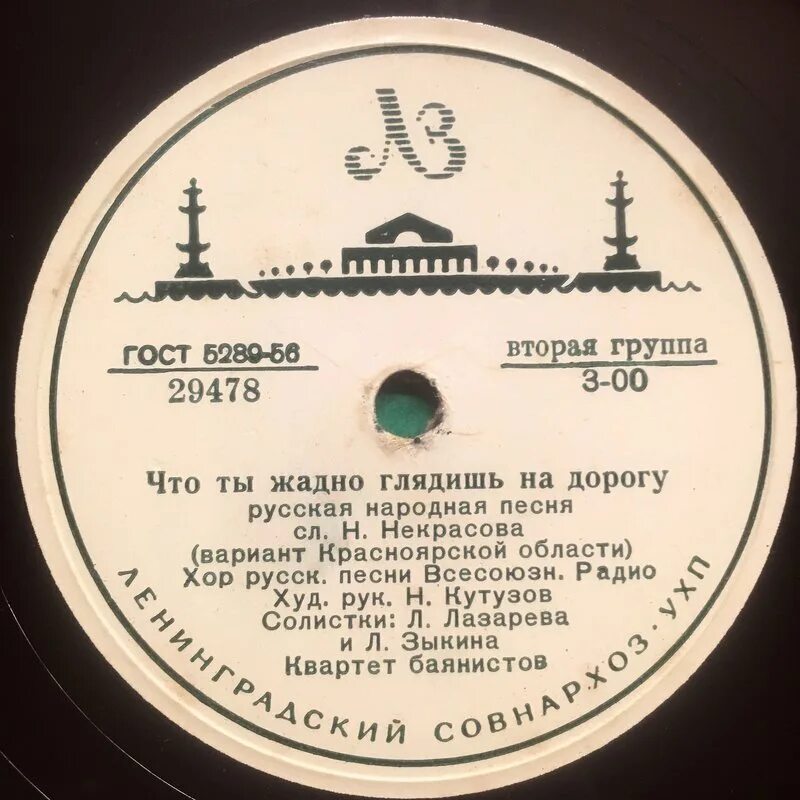 ЛЗ
ГОСТ 5289-56
29478
вторая группа
3-00
Что ты жадно глядишь на дорогу
русская народная песня
сл. Н. Некрасова
(вариант Красноярской области)
Хор русск. песни Всесоюзн. Радио
Худ. рук. Н. Кутузов
Солистки: Л. Лазарева
и Л. Зыкина
Квартет баянистов
ЛЕНИНГРАДСКИЙ СОВНАРХОЗ·УХП